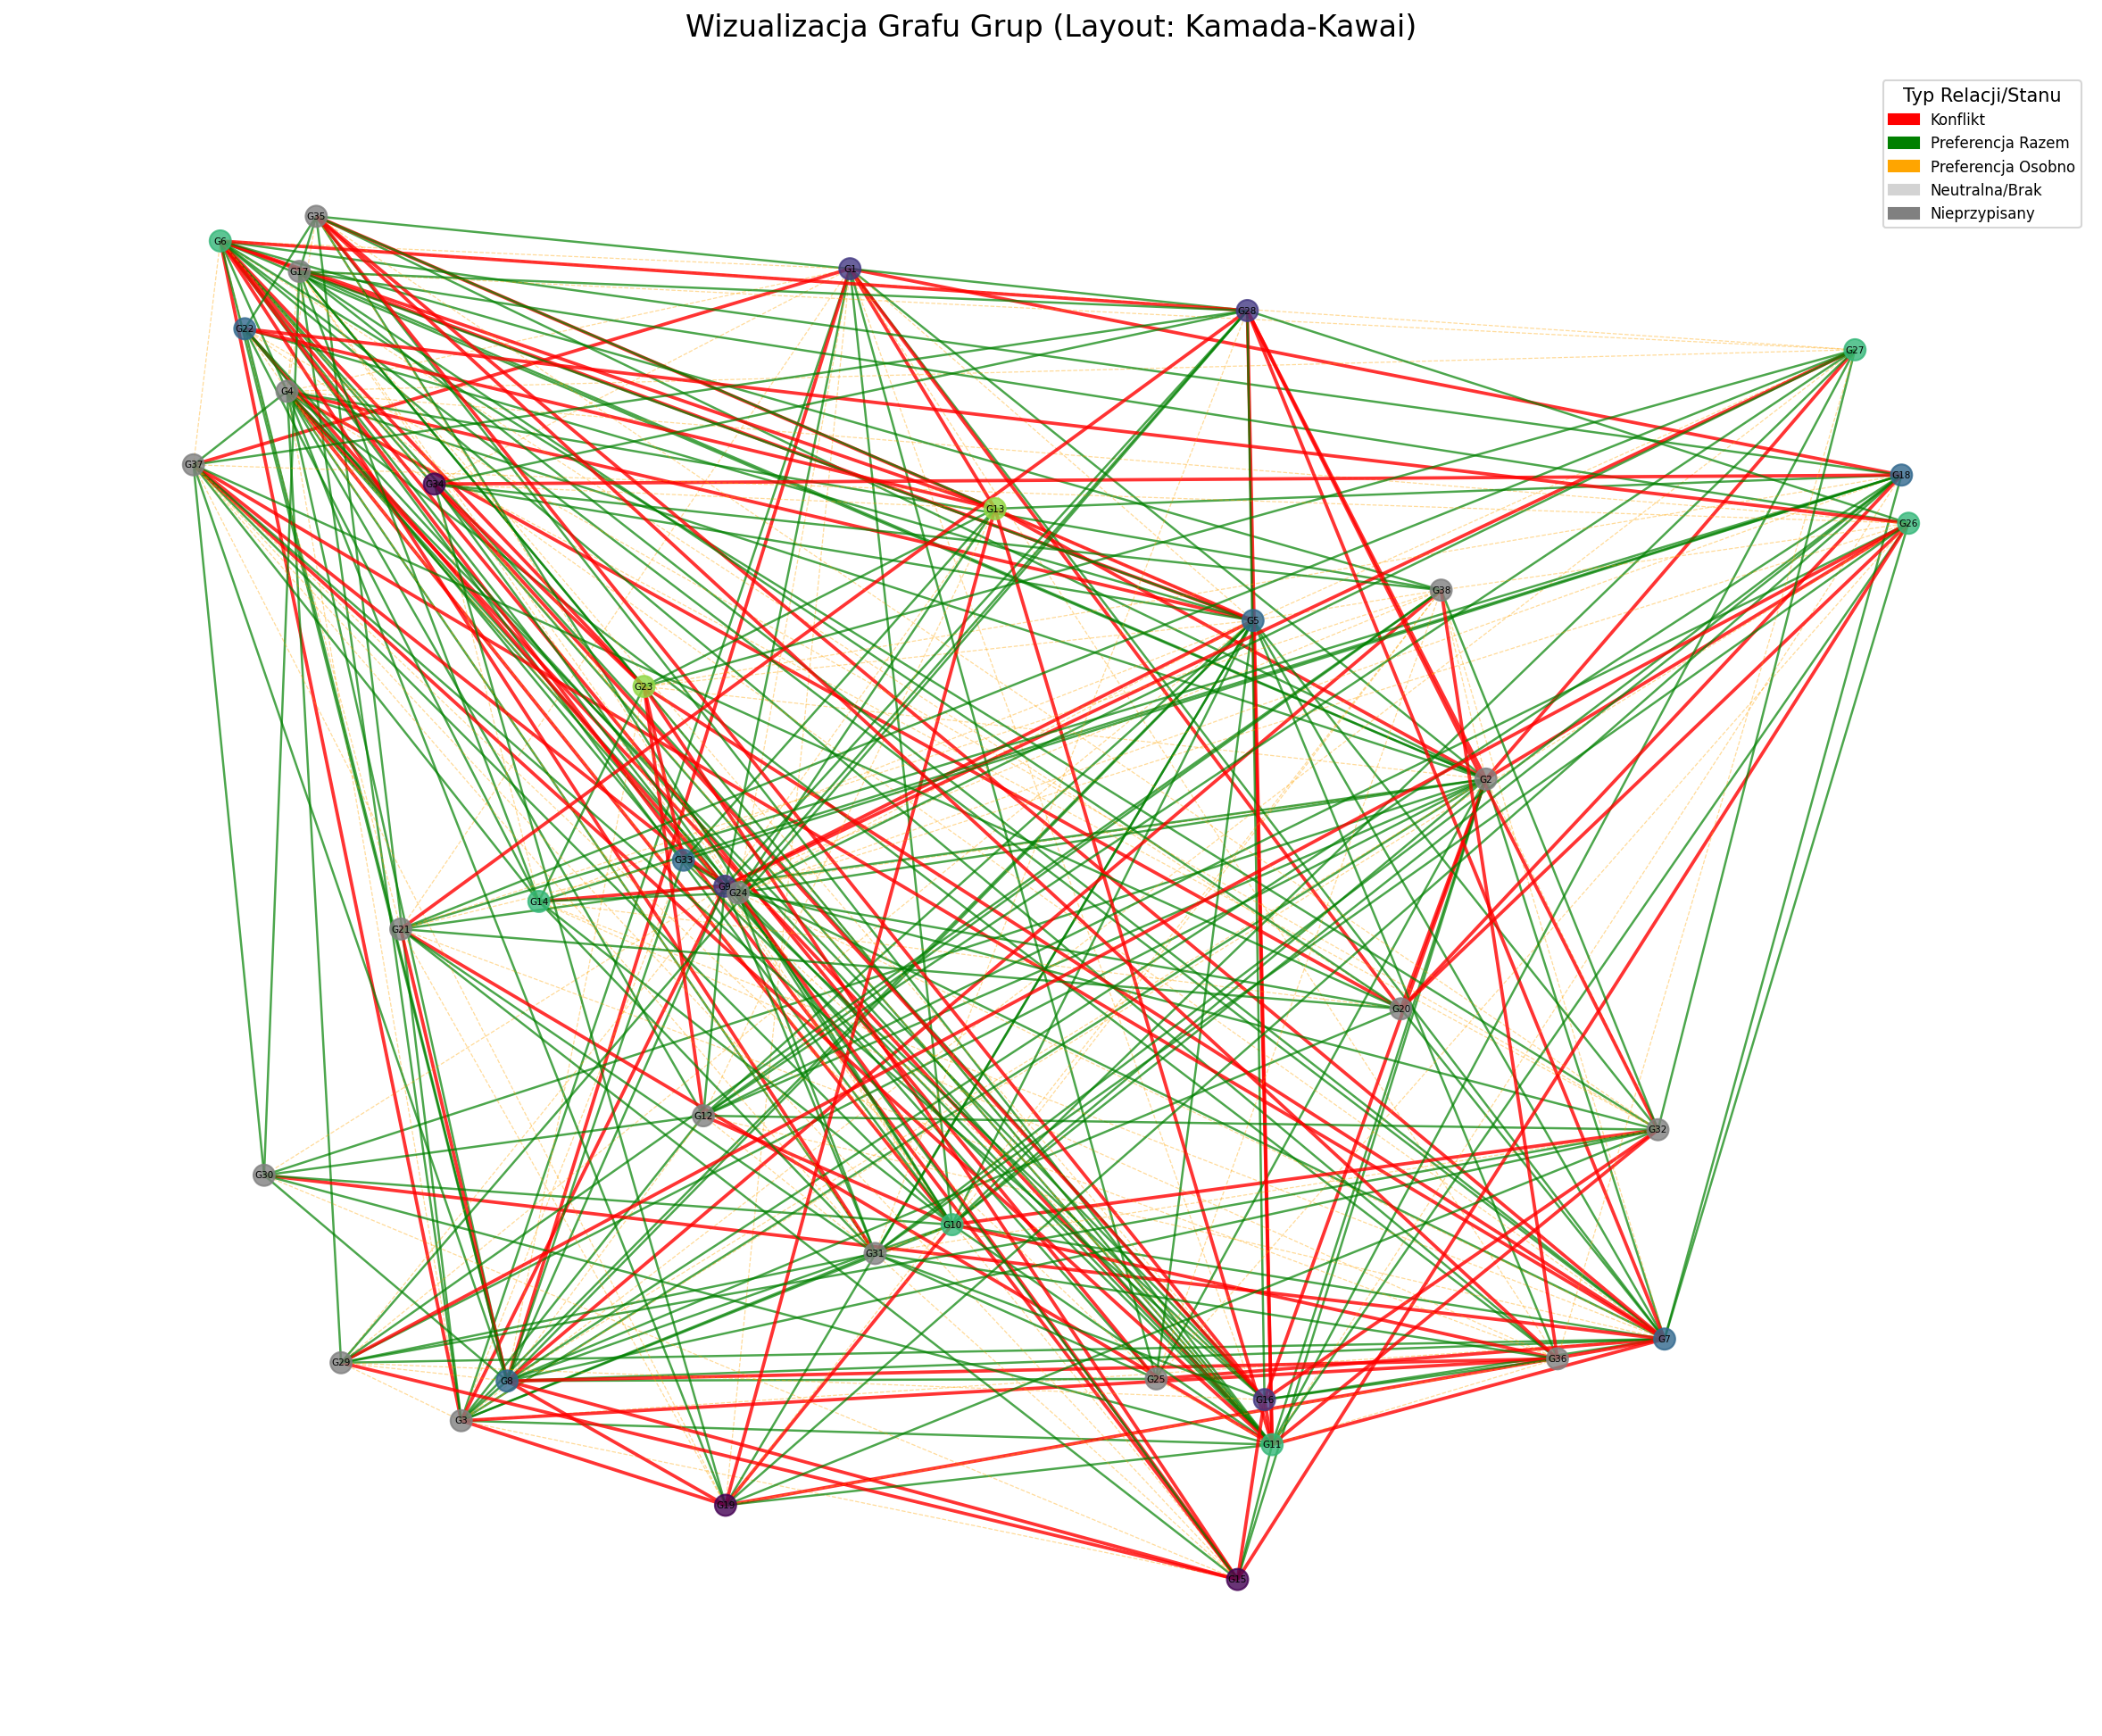 Wizualizacja Grafu Grup (Layout: Kamada-Kawai)
Typ Relacji/Stanu
Konflikt
Preferencja Razem
Preferencja Osobno
Neutralna/Brak
Nieprzypisany
G35
G6
G17
G1
G28
G22
G27
G4
G37
G34
G18
G13
G26
G38
G5
G23
G2
G33
G9
G24
G14
G21
G20
G12
G32
G30
G10
G31
G7
G36
G29
G25
G8
G16
G3
G11
G19
G15